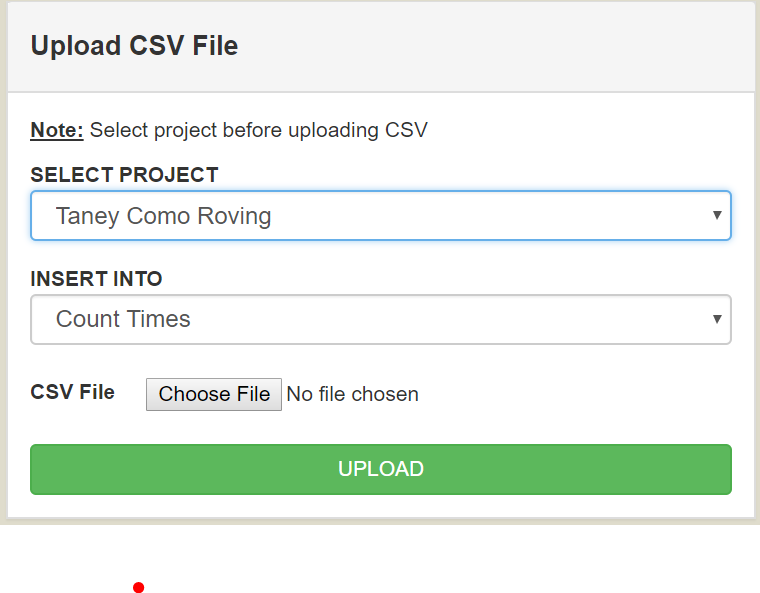 Upload CSV File
Note: Select project before uploading CSV
SELECT PROJECT
Taney Como Roving
INSERT INTO
Count Times
CSV File Choose File No file chosen
UPLOAD